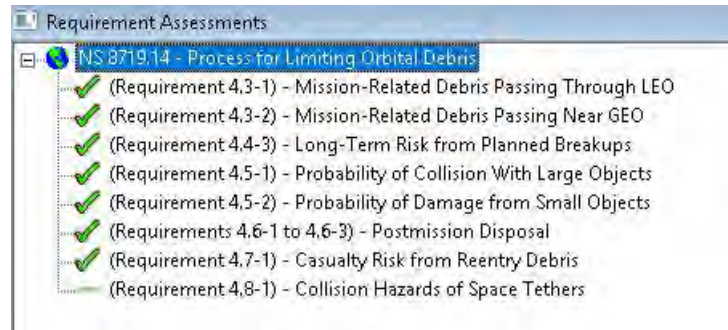 Requirement Assessments
NS 8719.14 - Process for Limiting Orbital Debris
(Requirement 4.3-1) - Mission-Related Debris Passing Through LEO
(Requirement 4.3-2) - Mission-Related Debris Passing Near GEO
(Requirement 4.4-3) - Long-Term Risk from Planned Breakups
(Requirement 4.5-1) - Probability of Collision With Large Objects
(Requirement 4.5-2) - Probability of Damage from Small Objects
(Requirements 4.6-1 to 4.6-3) - Postmission Disposal
(Requirement 4.7-1) - Casualty Risk from Reentry Debris
(Requirement 4.8-1) - Collision Hazards of Space Tethers